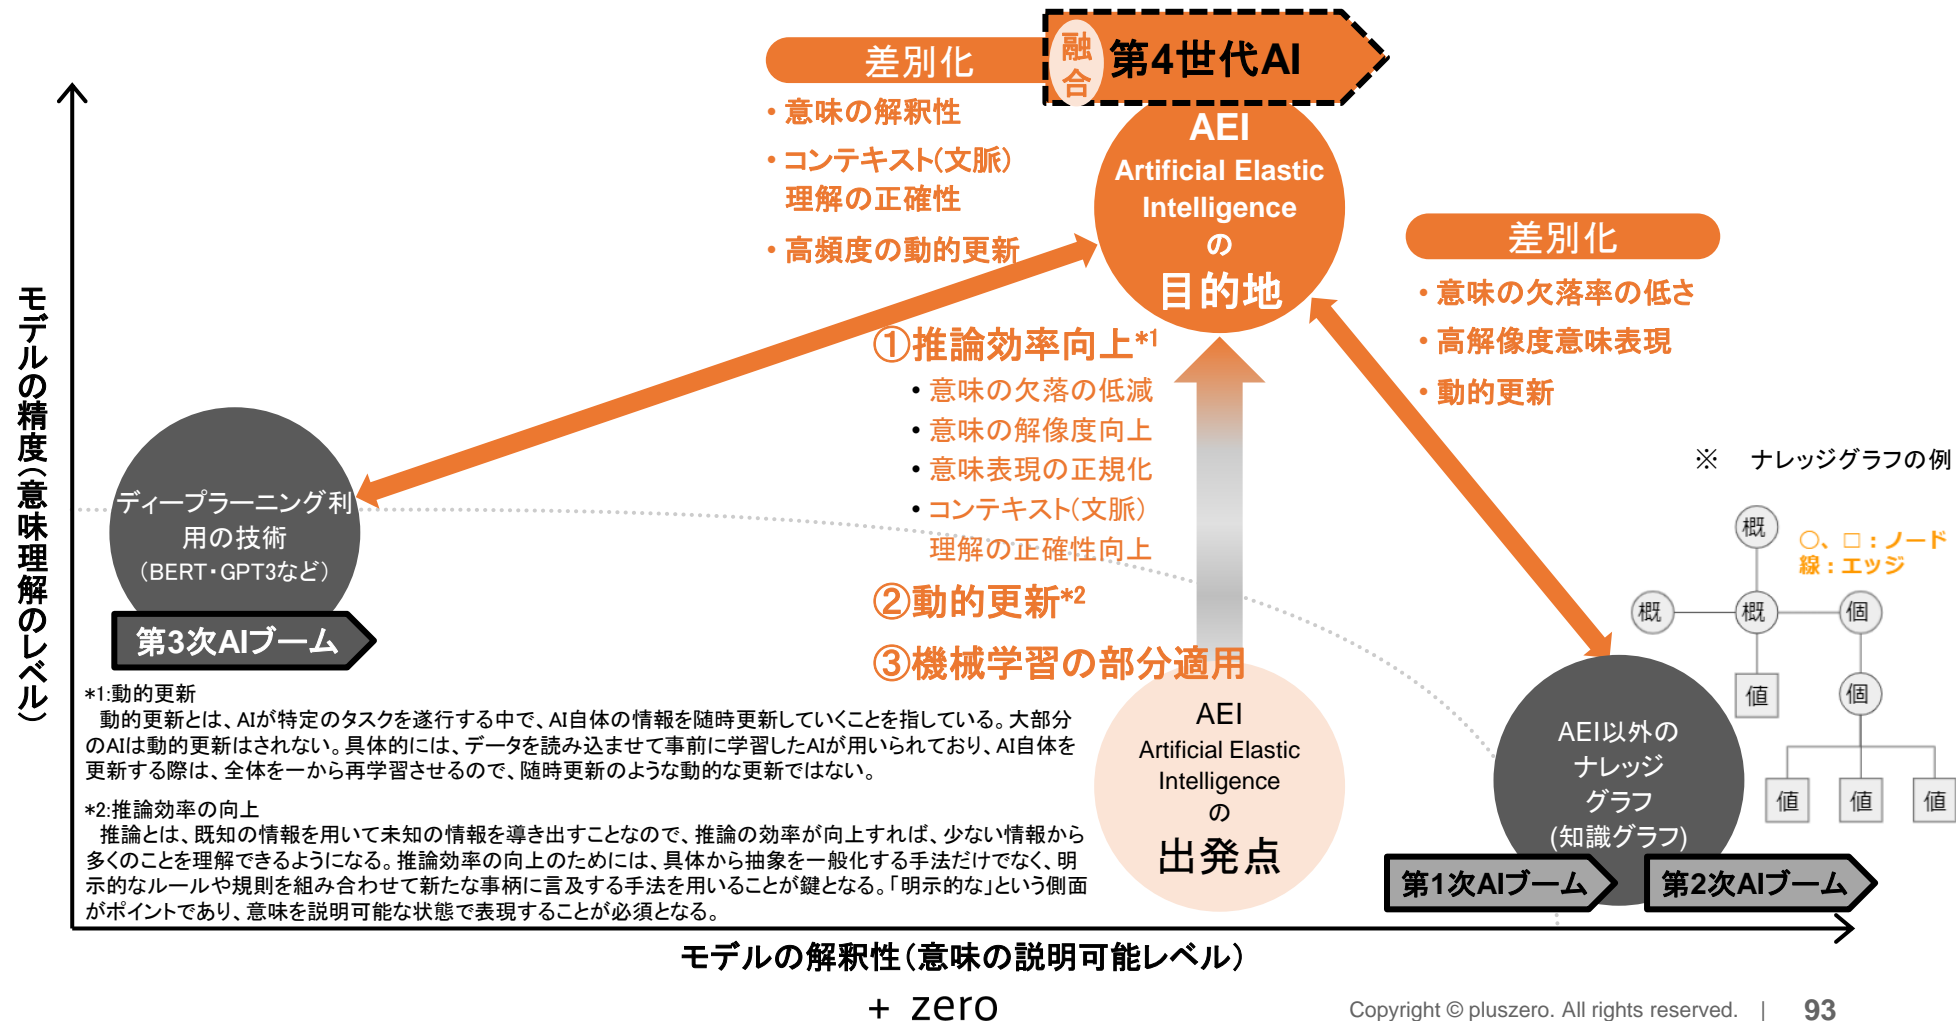 融合
第4世代AI
差別化
・意味の解釈性
・コンテキスト(文脈)
理解の正確性
・高頻度の動的更新
AEI
Artificial Elastic
Intelligence
の
目的地
差別化
・意味の欠落率の低さ
・高解像度意味表現
・動的更新
①推論効率向上*1
・意味の欠落の低減
・意味の解像度向上
・意味表現の正規化
・コンテキスト(文脈)
理解の正確性向上
②動的更新*2
③機械学習の部分適用
モデルの精度(意味理解のレベル)
ディープラーニング利
用の技術
(BERT・GPT3など)
第3次AIブーム
※ ナレッジグラフの例
概
○、□:ノード
線:エッジ
概 概 個
値 個
値 値 値
AEI
Artificial Elastic
Intelligence
の
出発点
AEI以外の
ナレッジ
グラフ
(知識グラフ)
第1次AIブーム
第2次AIブーム
*1:動的更新
動的更新とは、AIが特定のタスクを遂行する中で、AI自体の情報を随時更新していくことを指している。大部分
のAIは動的更新はされない。具体的には、データを読み込ませて事前に学習したAIが用いられており、AI自体を
更新する際は、全体を一から再学習させるので、随時更新のような動的な更新ではない。
*2:推論効率の向上
推論とは、既知の情報を用いて未知の情報を導き出すことなので、推論の効率が向上すれば、少ない情報から
多くのことを理解できるようになる。推論効率の向上のためには、具体から抽象を一般化する手法だけでなく、明
示的なルールや規則を組み合わせて新たな事柄に言及する手法を用いることが鍵となる。「明示的な」という側面
がポイントであり、意味を説明可能な状態で表現することが必須となる。
モデルの解釈性(意味の説明可能レベル)
+ zero
Copyright © pluszero. All rights reserved. | 93